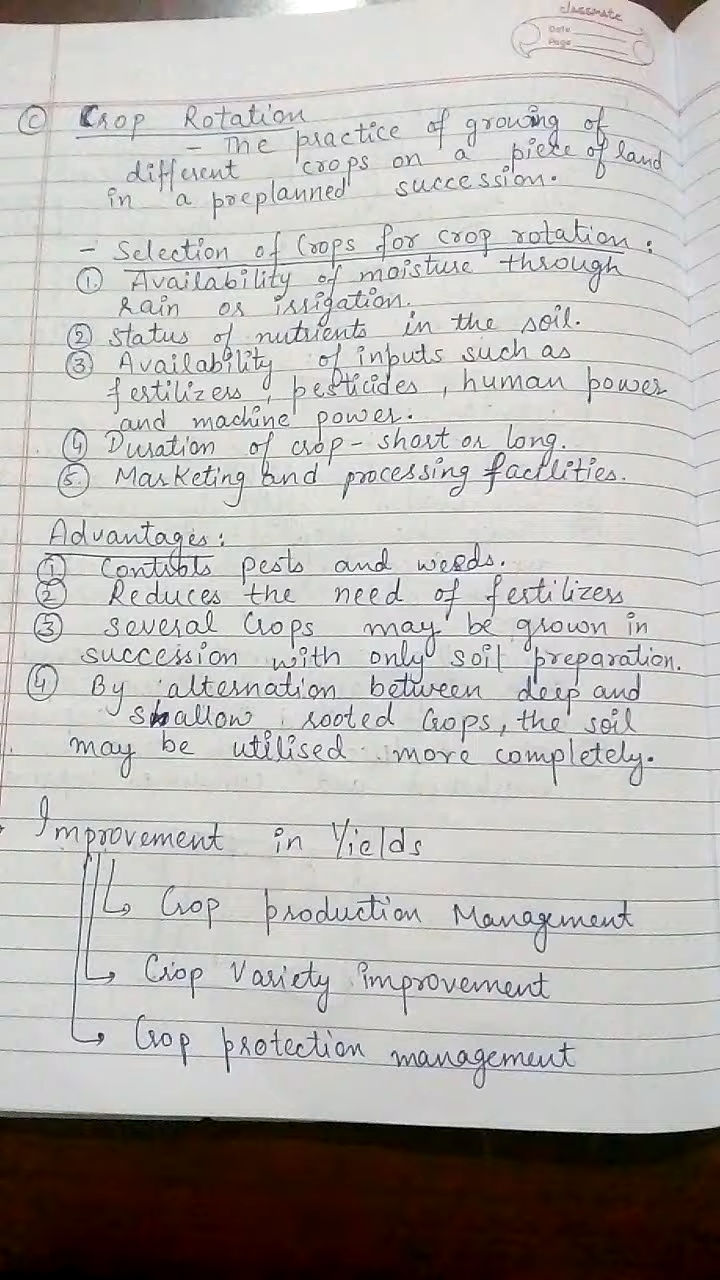 classmate
Date
Page
(C) Crop Rotation
- The practice of growing of
different crops on a piece of land
in a preplanned succession.
- Selection of Crops for crop rotation :
(1.) Availability of moisture through
rain or irrigation.
(2) Status of nutrients in the soil.
(3) Availability of inputs such as
fertilizers, pesticides, human power
and machine power.
(4) Duration of crop - short or long.
(5.) Marketing and processing facilities.
Advantages :
(1) Controls pests and weeds.
(2) Reduces the need of fertilizers
(3) Several Crops may be grown in
succession with only soil preparation.
(4) By alternation between deep and
shallow rooted Crops, the soil
may be utilised more completely.
Improvement in Yields
↳ Crop production Management
↳ Crop Variety improvement
↳ Crop protection management